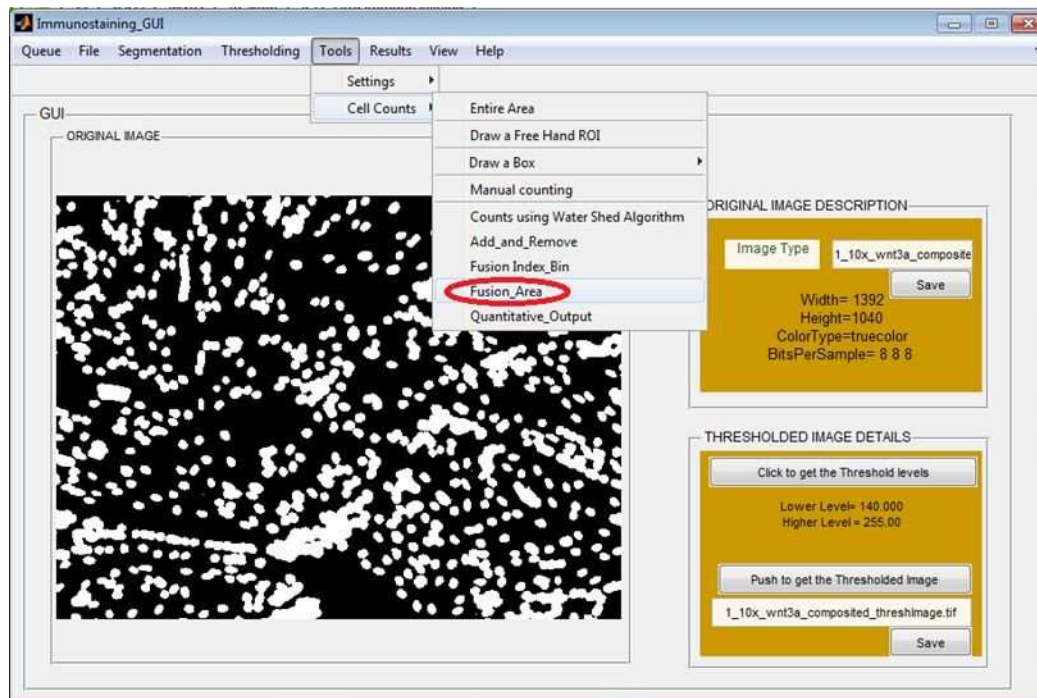 Immunostaining_GUI
Queue File Segmentation Thresholding Tools Results View Help
Settings
Cell Counts
Entire Area
Draw a Free Hand ROI
Draw a Box
Manual counting
Counts using Water Shed Algorithm
Add_and_Remove
Fusion Index_Bin
Fusion_Area
Quantitative_Output
GUI
ORIGINAL IMAGE
ORIGINAL IMAGE DESCRIPTION
Image Type 1_10x_wnt3a_composite
Save
Width= 1392
Height=1040
ColorType=truecolor
BitsPerSample= 8 8 8
THRESHOLDED IMAGE DETAILS
Click to get the Threshold levels
Lower Level= 140.000
Higher Level = 255.00
Push to get the Thresholded Image
1_10x_wnt3a_composited_threshimage.tif
Save